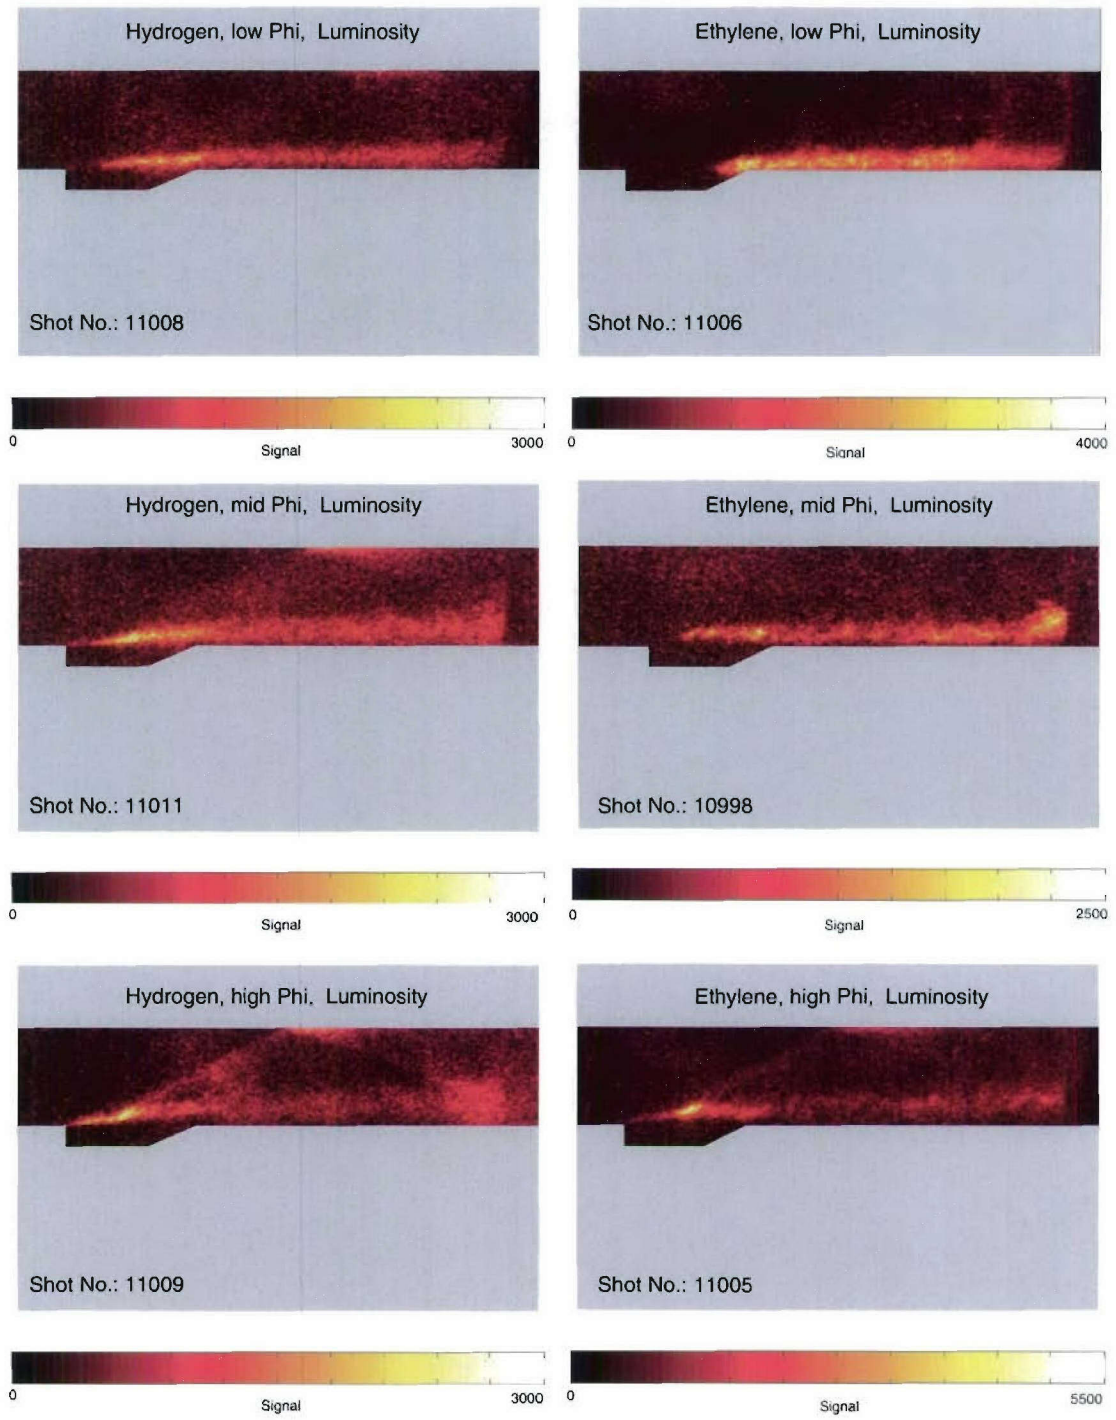 Hydrogen, low Phi, Luminosity
Shot No.: 11008
0
3000
Signal
Ethylene, low Phi, Luminosity
Shot No.: 11006
0
4000
Signal
Hydrogen, mid Phi, Luminosity
Shot No.: 11011
0
3000
Signal
Ethylene, mid Phi, Luminosity
Shot No.: 10998
0
2500
Signal
Hydrogen, high Phi. Luminosity
Shot No.: 11009
0
3000
Signal
Ethylene, high Phi, Luminosity
Shot No.: 11005
0
5500
Signal